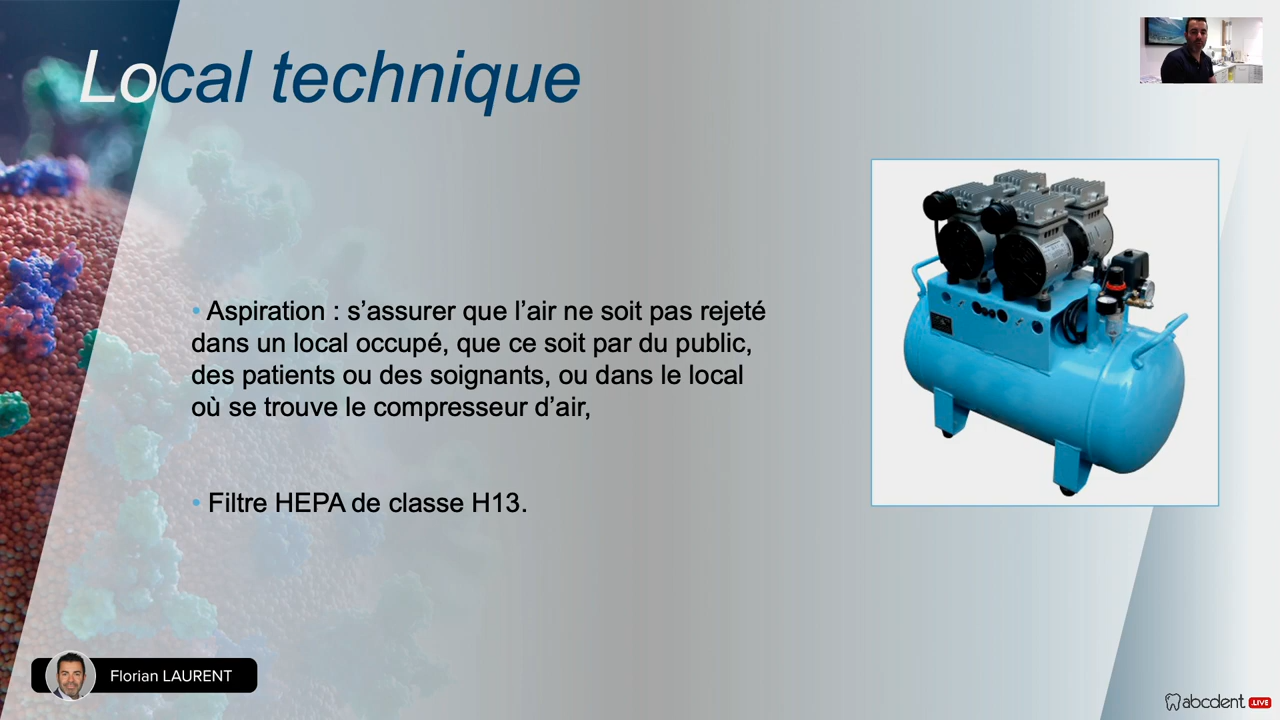 Local technique
• Aspiration : s’assurer que l’air ne soit pas rejeté
dans un local occupé, que ce soit par du public,
des patients ou des soignants, ou dans le local
où se trouve le compresseur d’air,
• Filtre HEPA de classe H13.
Florian LAURENT
abcdent .LIVE